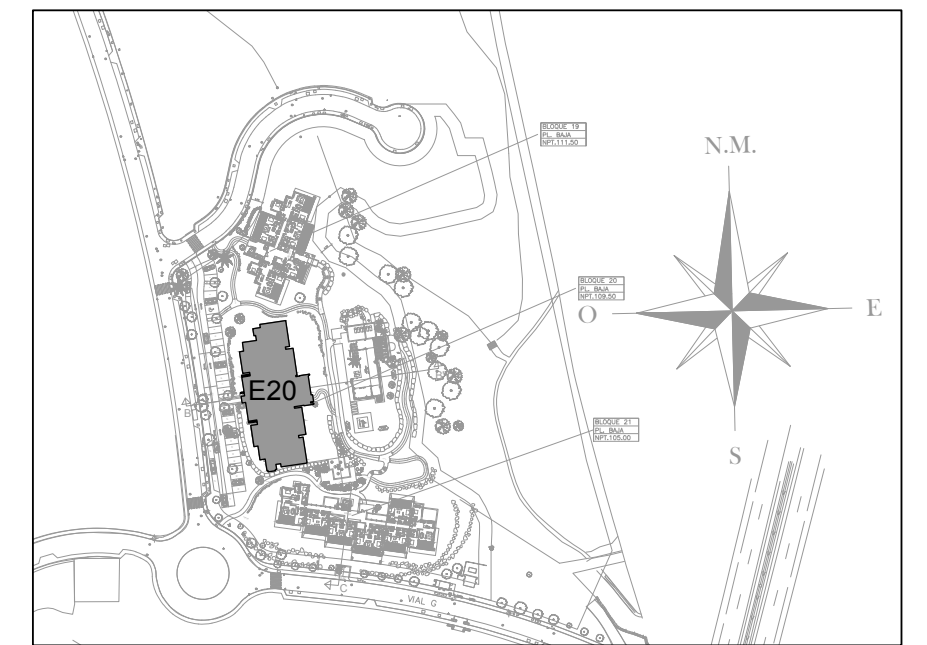 BLOQUE 19
PL. BAJA
NPT.111.50
N.M.
BLOQUE 20
PL. BAJA
NPT.109.50
O
E
E20
B
B
BLOQUE 21
PL. BAJA
NPT.105.00
S
C
VIAL G